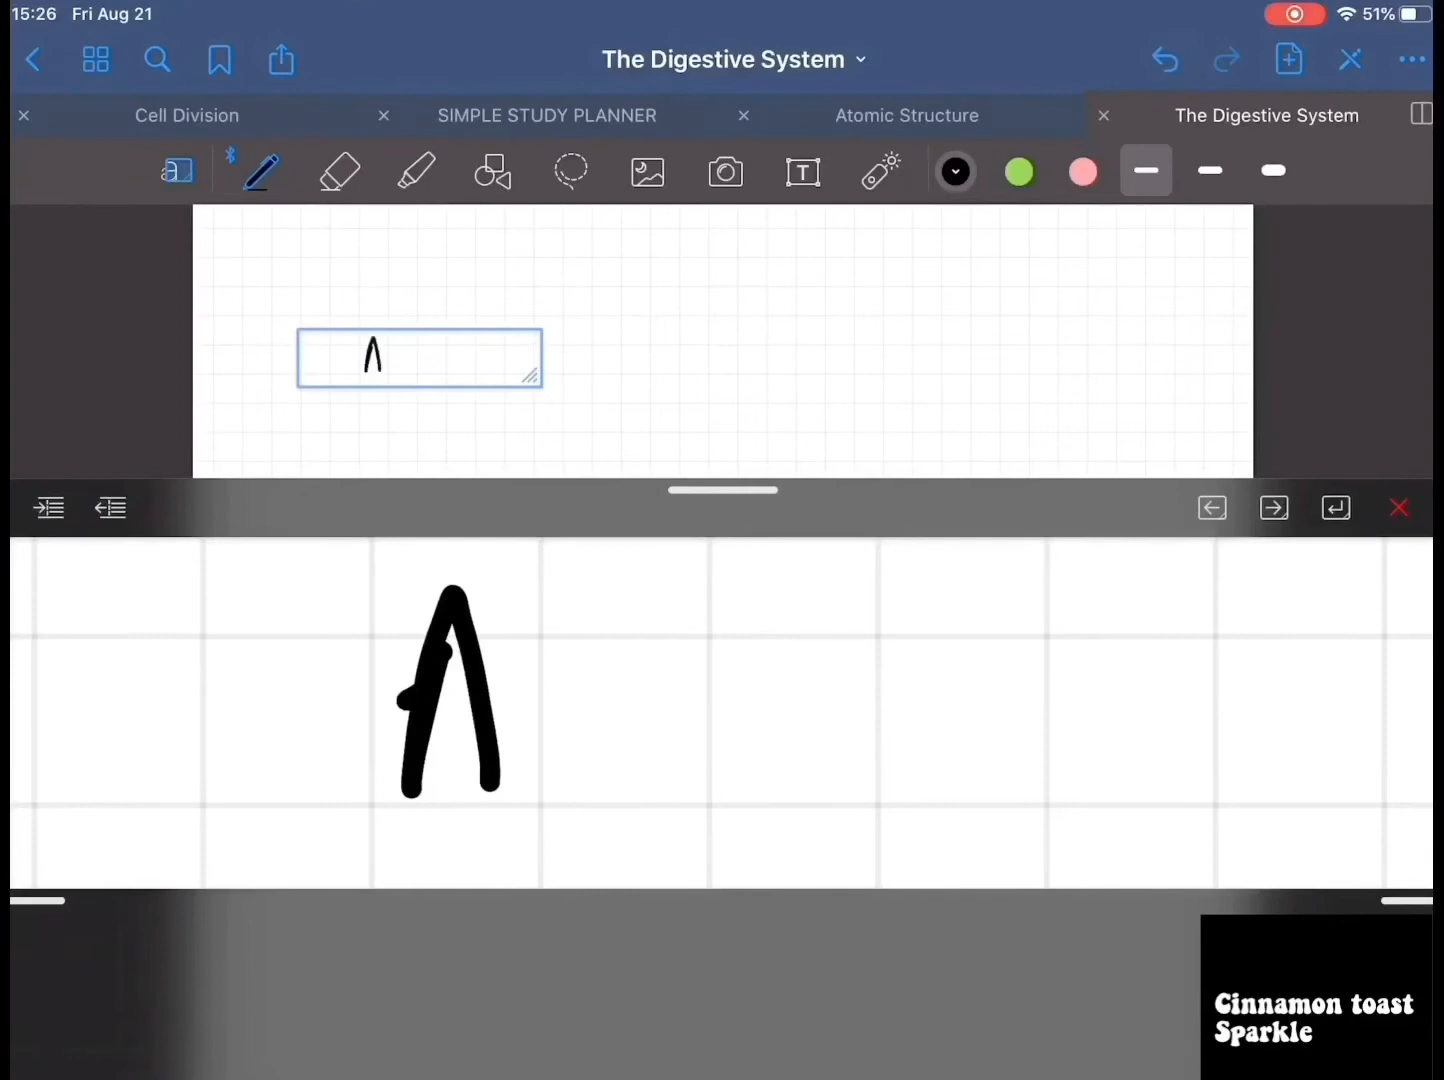 15:26 Fri Aug 21
51%
The Digestive System
Cell Division
SIMPLE STUDY PLANNER
Atomic Structure
The Digestive System
a
T
Cinnamon toast
Sparkle